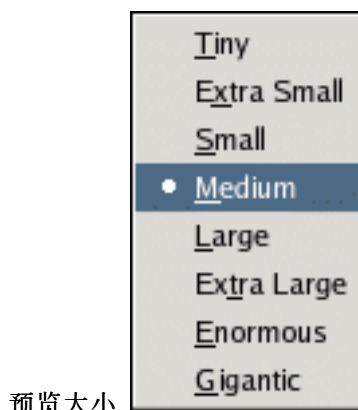 Tiny
Extra Small
Small
Medium
Large
Extra Large
Enormous
Gigantic
预览大小